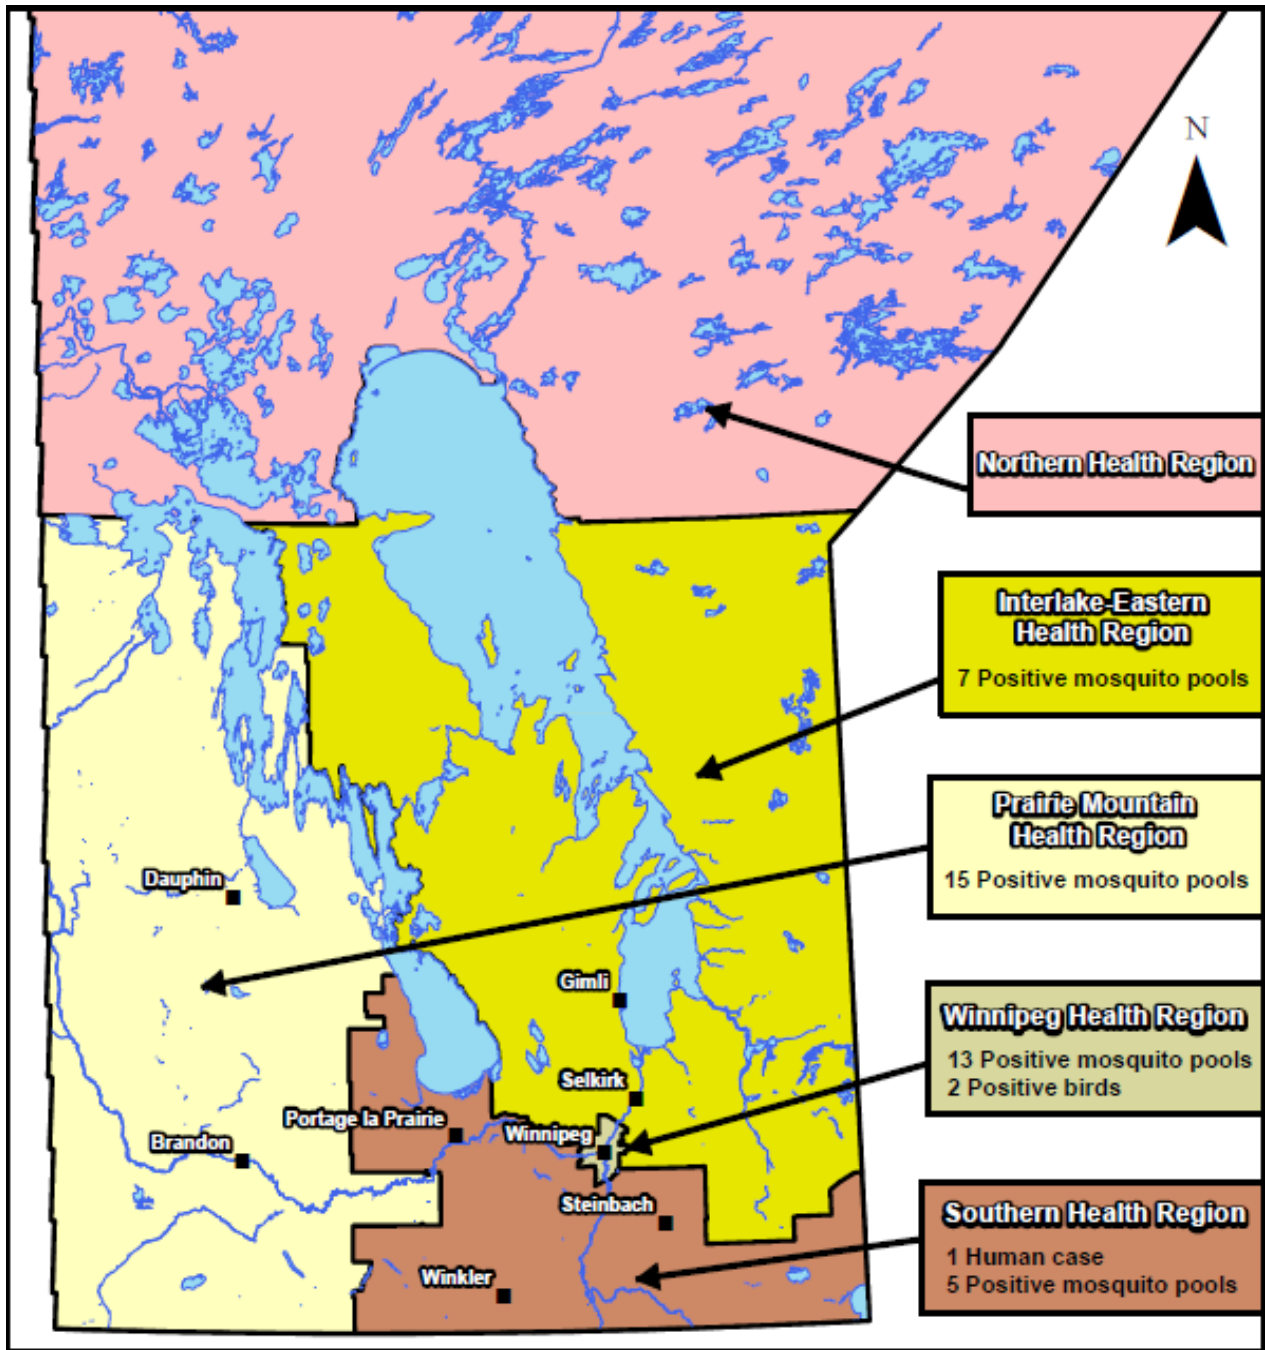 N
Northern Health Region
Interlake-Eastern
Health Region
7 Positive mosquito pools
Prairie Mountain
Health Region
15 Positive mosquito pools
Dauphin
Gimli
Winnipeg Health Region
13 Positive mosquito pools
2 Positive birds
Selkirk
Portage la Prairie
Winnipeg
Brandon
Steinbach
Southern Health Region
1 Human case
5 Positive mosquito pools
Winkler